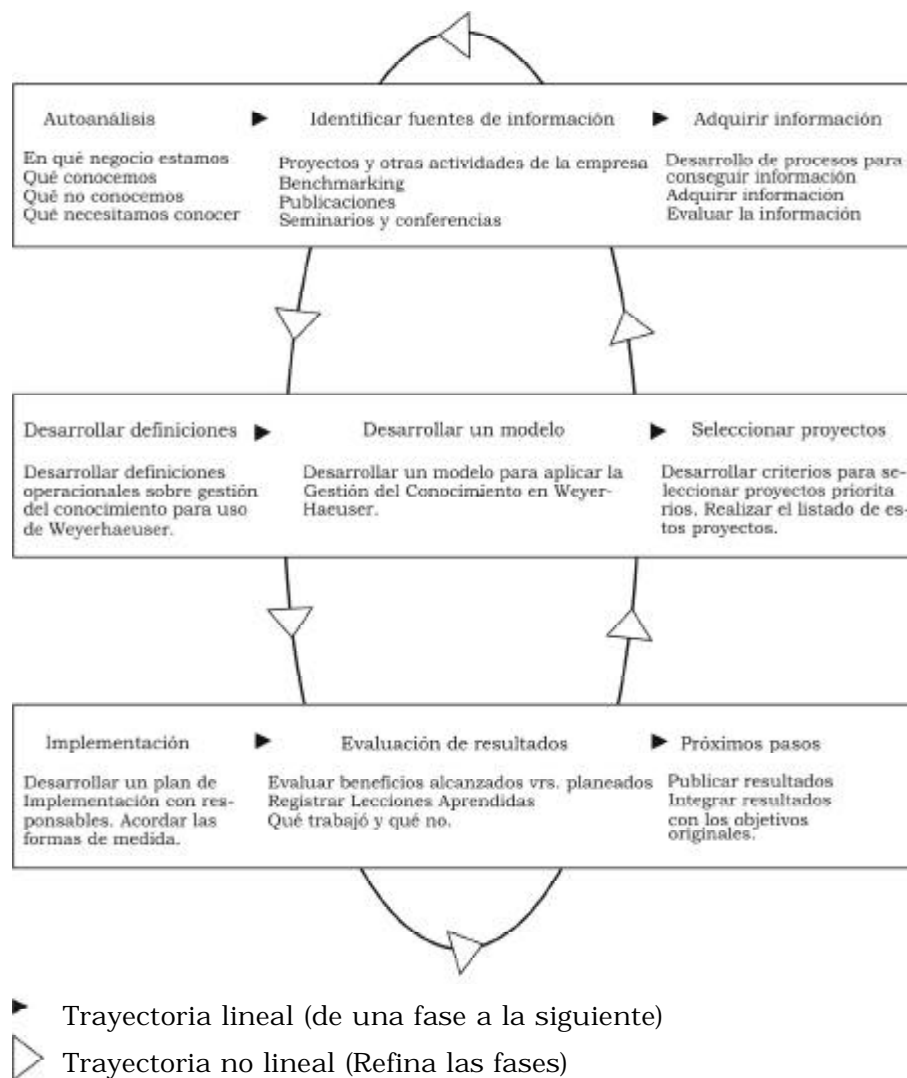 Autoanálisis
En qué negocio estamos
Qué conocemos
Qué no conocemos
Qué necesitamos conocer
Identificar fuentes de información
Proyectos y otras actividades de la empresa
Benchmarking
Publicaciones
Seminarios y conferencias
Adquirir información
Desarrollo de procesos para
conseguir información
Adquirir información
Evaluar la información
Desarrollar definiciones
Desarrollar definiciones
operacionales sobre gestión
del conocimiento para uso
de Weyerhaeuser.
Desarrollar un modelo
Desarrollar un modelo para aplicar la
Gestión del Conocimiento en Weyer-
Haeuser.
Seleccionar proyectos
Desarrollar criterios para se-
leccionar proyectos priorita
rios. Realizar el listado de es-
tos proyectos.
Implementación
Desarrollar un plan de
Implementación con res-
ponsables. Acordar las
formas de medida.
Evaluación de resultados
Evaluar beneficios alcanzados vrs. planeados
Registrar Lecciones Aprendidas
Qué trabajó y qué no.
Próximos pasos
Publicar resultados
Integrar resultados
con los objetivos
originales.
Trayectoria lineal (de una fase a la siguiente)
Trayectoria no lineal (Refina las fases)